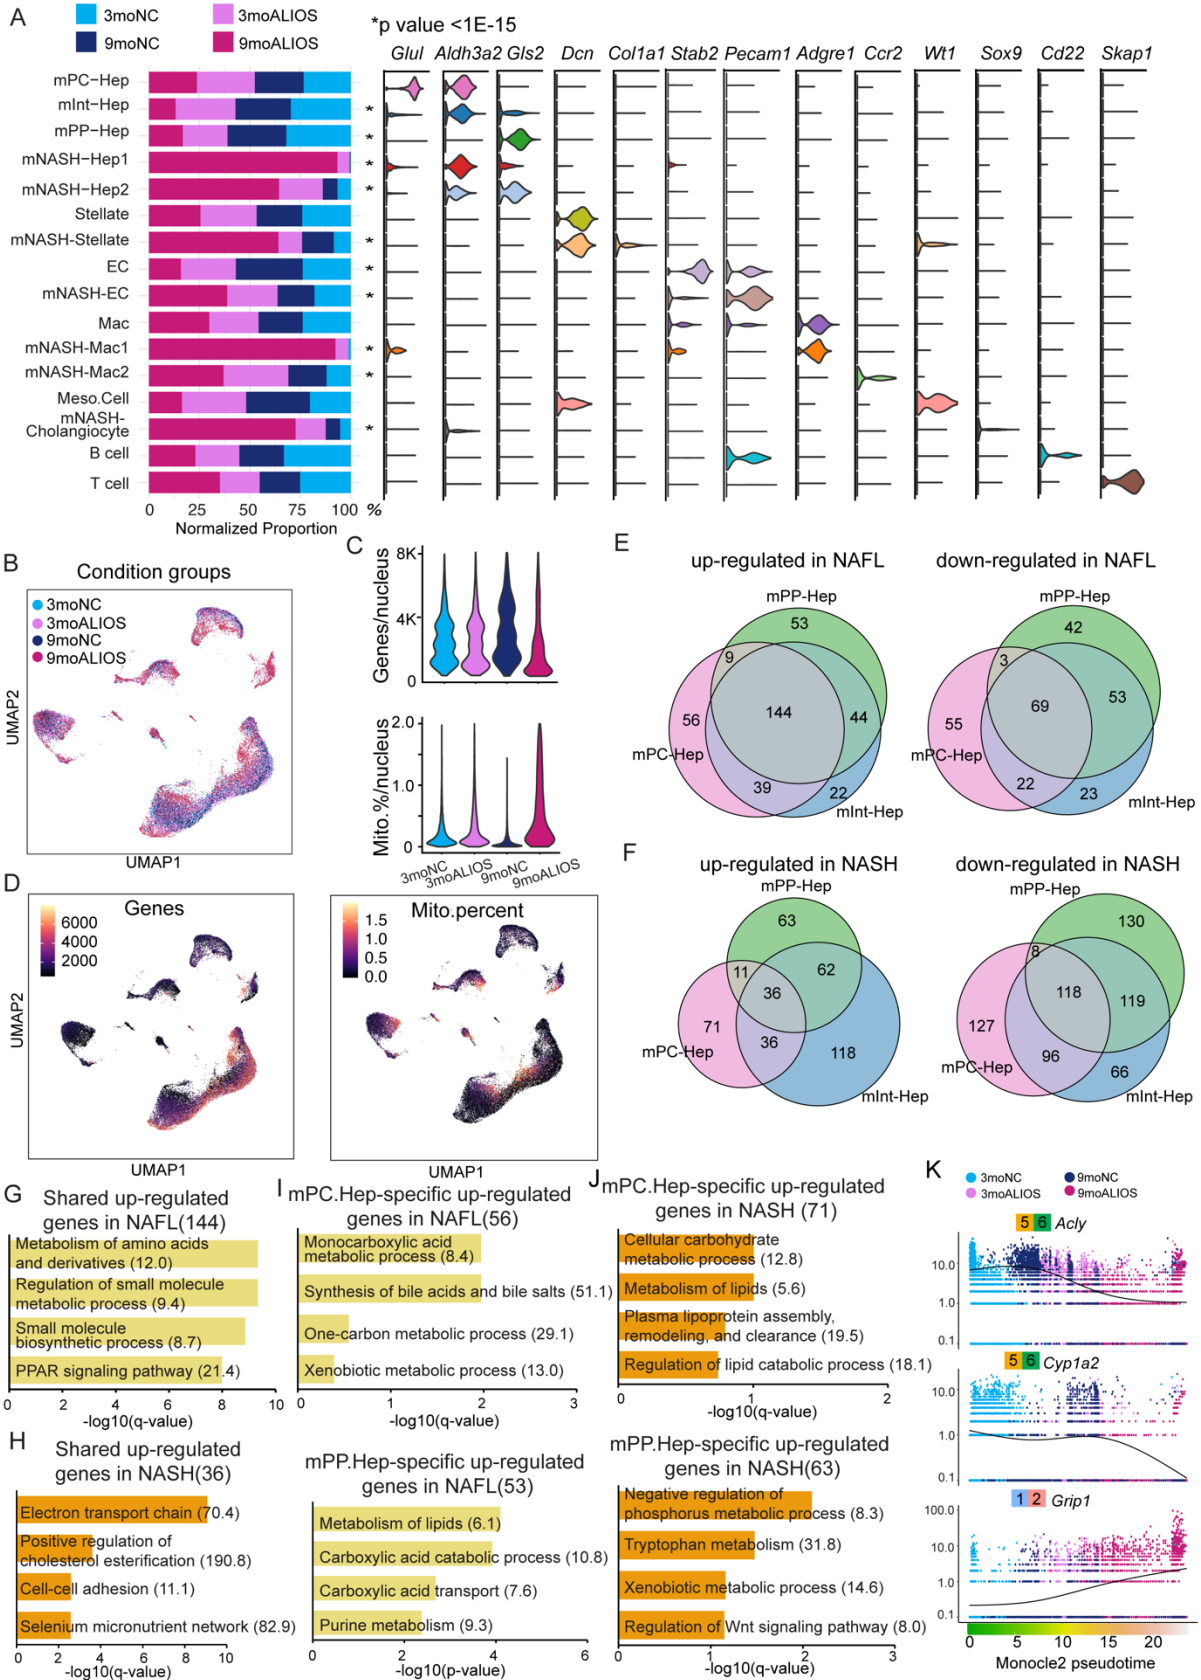 A
3moNC
3moALIOS
9moNC
9moALIOS
*p value <1E-15
Glul Aldh3a2 Gls2 Dcn Col1a1 Stab2 Pecam1 Adgre1 Ccr2 Wt1 Sox9 Cd22 Skap1
mPC-Hep
mInt-Hep *
mPP-Hep *
mNASH-Hep1 *
mNASH-Hep2 *
Stellate
mNASH-Stellate *
EC *
mNASH-EC *
Mac
mNASH-Mac1 *
mNASH-Mac2 *
Meso.Cell
mNASH-
Cholangiocyte *
B cell
T cell
0 25 50 75 100 %
Normalized Proportion
B
Condition groups
3moNC
3moALIOS
9moNC
9moALIOS
UMAP2
UMAP1
C
Genes/nucleus
8K
4K
0
Mito.%/nucleus
2.0
1.0
0
3moNC
3moALIOS
9moNC
9moALIOS
D
Genes
6000
4000
2000
UMAP2
UMAP1
Mito.percent
1.5
1.0
0.5
0.0
UMAP1
E
up-regulated in NAFL
mPP-Hep
53
9
144
44
56
mPC-Hep
39
22
mInt-Hep
down-regulated in NAFL
mPP-Hep
42
3
69
53
55
mPC-Hep
22
23
mInt-Hep
F
up-regulated in NASH
mPP-Hep
63
11
62
36
71
mPC-Hep
36
118
mInt-Hep
down-regulated in NASH
mPP-Hep
130
8
118
119
127
mPC-Hep
96
66
mInt-Hep
G
Shared up-regulated
genes in NAFL(144)
Metabolism of amino acids
and derivatives (12.0)
Regulation of small molecule
metabolic process (9.4)
Small molecule
biosynthetic process (8.7)
PPAR signaling pathway (21.4)
0 2 4 6 8 10
-log10(q-value)
H
Shared up-regulated
genes in NASH(36)
Electron transport chain (70.4)
Positive regulation of
cholesterol esterification (190.8)
Cell-cell adhesion (11.1)
Selenium micronutrient network (82.9)
0 2 4 6 8 10
-log10(q-value)
I
mPC.Hep-specific up-regulated
genes in NAFL(56)
Monocarboxylic acid
metabolic process (8.4)
Synthesis of bile acids and bile salts (51.1)
One-carbon metabolic process (29.1)
Xenobiotic metabolic process (13.0)
0 1 2 3
-log10(q-value)
mPP.Hep-specific up-regulated
genes in NAFL(53)
Metabolism of lipids (6.1)
Carboxylic acid catabolic process (10.8)
Carboxylic acid transport (7.6)
Purine metabolism (9.3)
2 4 6
-log10(p-value)
J
mPC.Hep-specific up-regulated
genes in NASH (71)
Cellular carbohydrate
metabolic process (12.8)
Metabolism of lipids (5.6)
Plasma lipoprotein assembly,
remodeling, and clearance (19.5)
Regulation of lipid catabolic process (18.1)
0 1 2
-log10(q-value)
mPP.Hep-specific up-regulated
genes in NASH(63)
Negative regulation of
phosphorus metabolic process (8.3)
Tryptophan metabolism (31.8)
Xenobiotic metabolic process (14.6)
Regulation of Wnt signaling pathway (8.0)
0 1 2 3
-log10(q-value)
K
3moNC
9moNC
3moALIOS
9moALIOS
5 6 Acly
10.0
1.0
0.1
5 6 Cyp1a2
10.0
1.0
0.1
1 2 Grip1
100.0
10.0
1.0
0.1
0 5 10 15 20
Monocle2 pseudotime